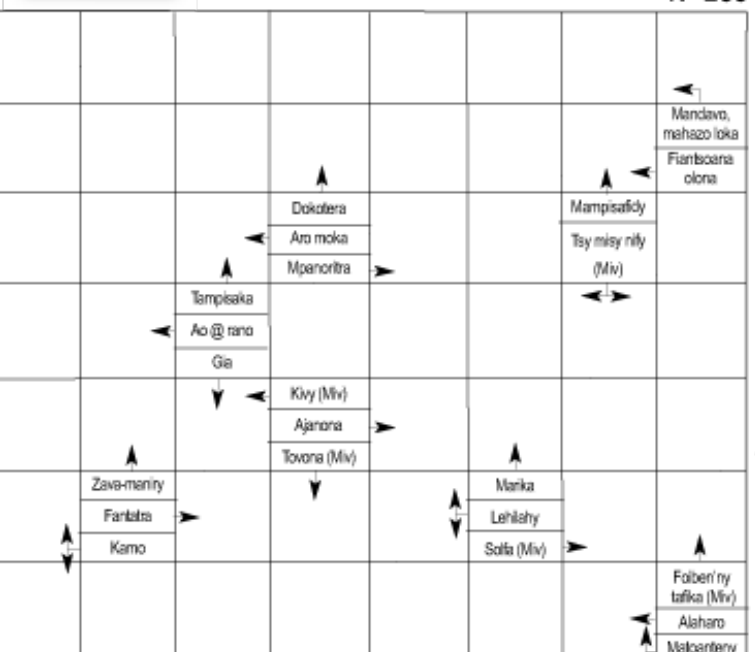 Mandavo,
mahazo loka
Fiantsoana
olona
Dokotera
Aro moka
Mpanoritra
Mampisafidy
Tsy misy nify
(Miv)
Tampisaka
Ao @ rano
Gia
Kivy (Miv)
Ajanona
Tovona (Miv)
Zava-maniry
Fantatra
Kamo
Marika
Lehilahy
Solfa (Miv)
Foiben'ny
tafika (Miv)
Alaharo